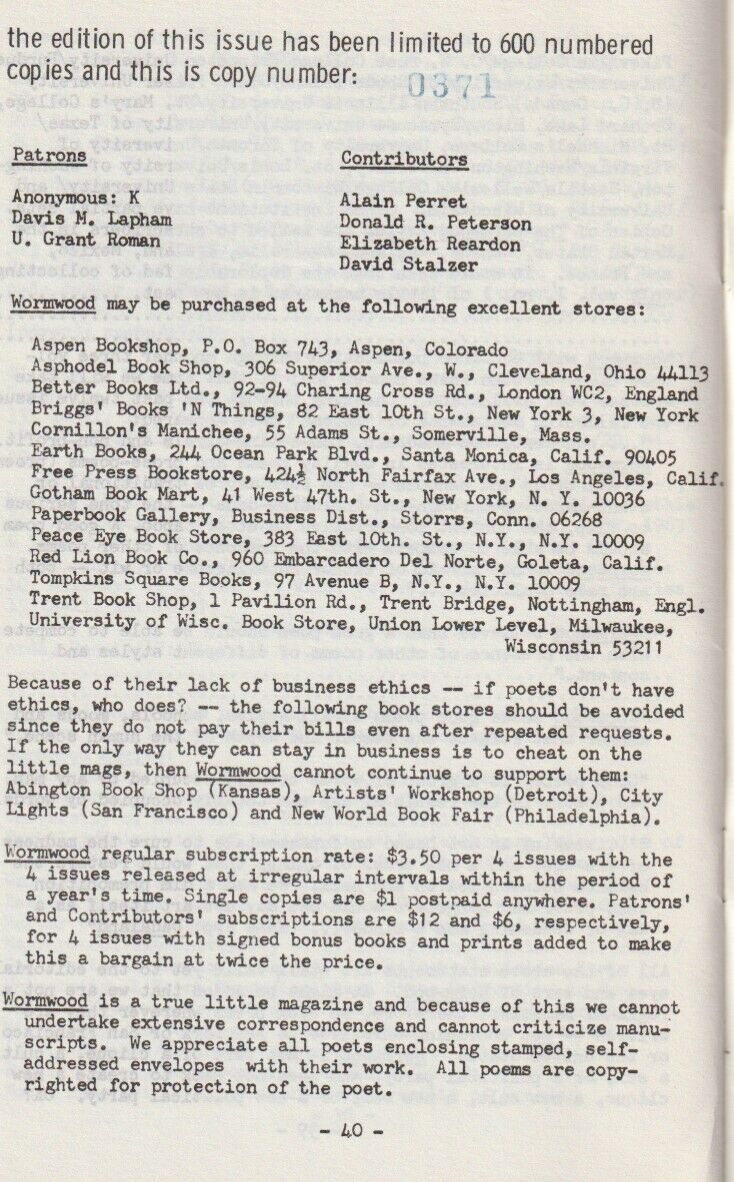 the edition of this issue has been limited to 600 numbered
copies and this is copy number: 0371
Patrons
Anonymous: K
Davis M. Lapham
U. Grant Roman
Contributors
Alain Perret
Donald R. Peterson
Elizabeth Reardon
David Stalzer
Wormwood may be purchased at the following excellent stores:
Aspen Bookshop, P.O. Box 743, Aspen, Colorado
Asphodel Book Shop, 306 Superior Ave., W., Cleveland, Ohio 44113
Better Books Ltd., 92-94 Charing Cross Rd., London WC2, England
Briggs' Books 'N Things, 82 East 10th St., New York 3, New York
Cornillon's Manichee, 55 Adams St., Somerville, Mass.
Earth Books, 244 Ocean Park Blvd., Santa Monica, Calif. 90405
Free Press Bookstore, 424½ North Fairfax Ave., Los Angeles, Calif.
Gotham Book Mart, 41 West 47th. St., New York, N. Y. 10036
Paperbook Gallery, Business Dist., Storrs, Conn. 06268
Peace Eye Book Store, 383 East 10th. St., N.Y., N.Y. 10009
Red Lion Book Co., 960 Embarcadero Del Norte, Goleta, Calif.
Tompkins Square Books, 97 Avenue B, N.Y., N.Y. 10009
Trent Book Shop, 1 Pavilion Rd., Trent Bridge, Nottingham, Engl.
University of Wisc. Book Store, Union Lower Level, Milwaukee,
Wisconsin 53211
Because of their lack of business ethics -- if poets don't have
ethics, who does? -- the following book stores should be avoided
since they do not pay their bills even after repeated requests.
If the only way they can stay in business is to cheat on the
little mags, then Wormwood cannot continue to support them:
Abington Book Shop (Kansas), Artists' Workshop (Detroit), City
Lights (San Francisco) and New World Book Fair (Philadelphia).
Wormwood regular subscription rate: $3.50 per 4 issues with the
4 issues released at irregular intervals within the period of
a year's time. Single copies are $1 postpaid anywhere. Patrons'
and Contributors' subscriptions are $12 and $6, respectively,
for 4 issues with signed bonus books and prints added to make
this a bargain at twice the price.
Wormwood is a true little magazine and because of this we cannot
undertake extensive correspondence and cannot criticize manu-
scripts. We appreciate all poets enclosing stamped, self-
addressed envelopes with their work. All poems are copy-
righted for protection of the poet.
- 40 -